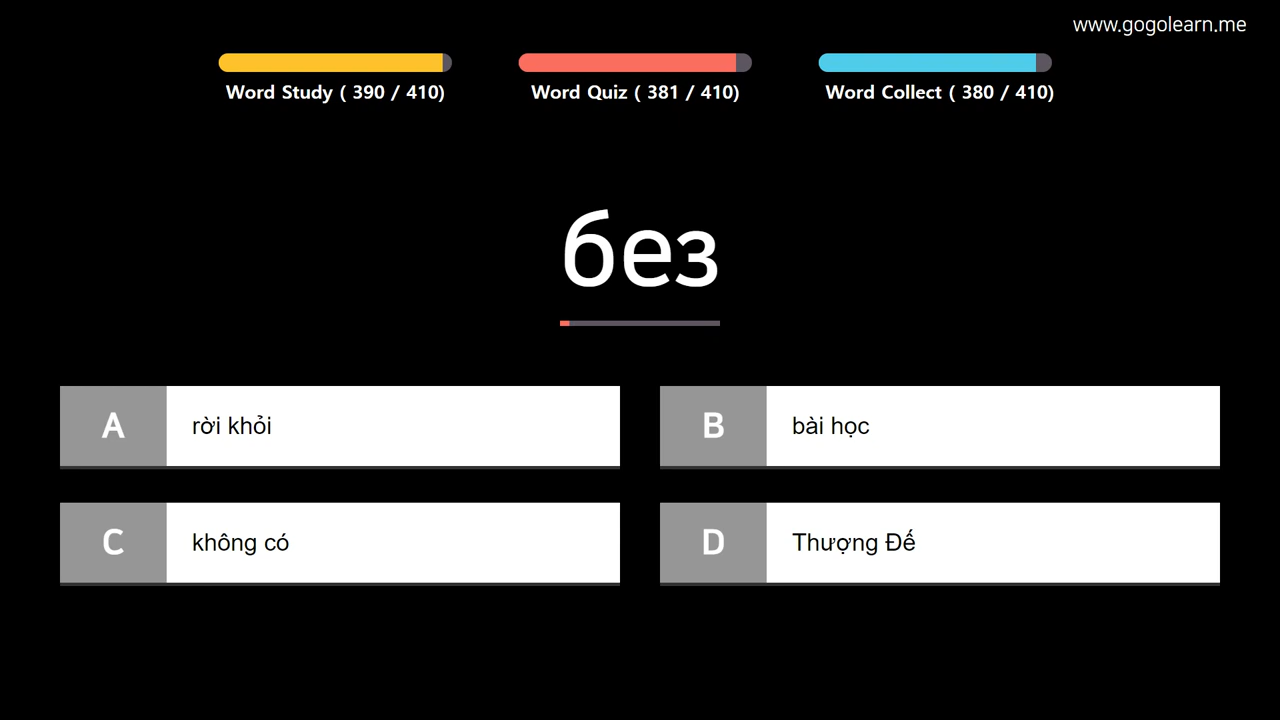 www.gogolearn.me
Word Study ( 390 / 410)
Word Quiz ( 381 / 410)
Word Collect ( 380 / 410)
без
A
rời khỏi
B
bài học
C
không có
D
Thượng Đế